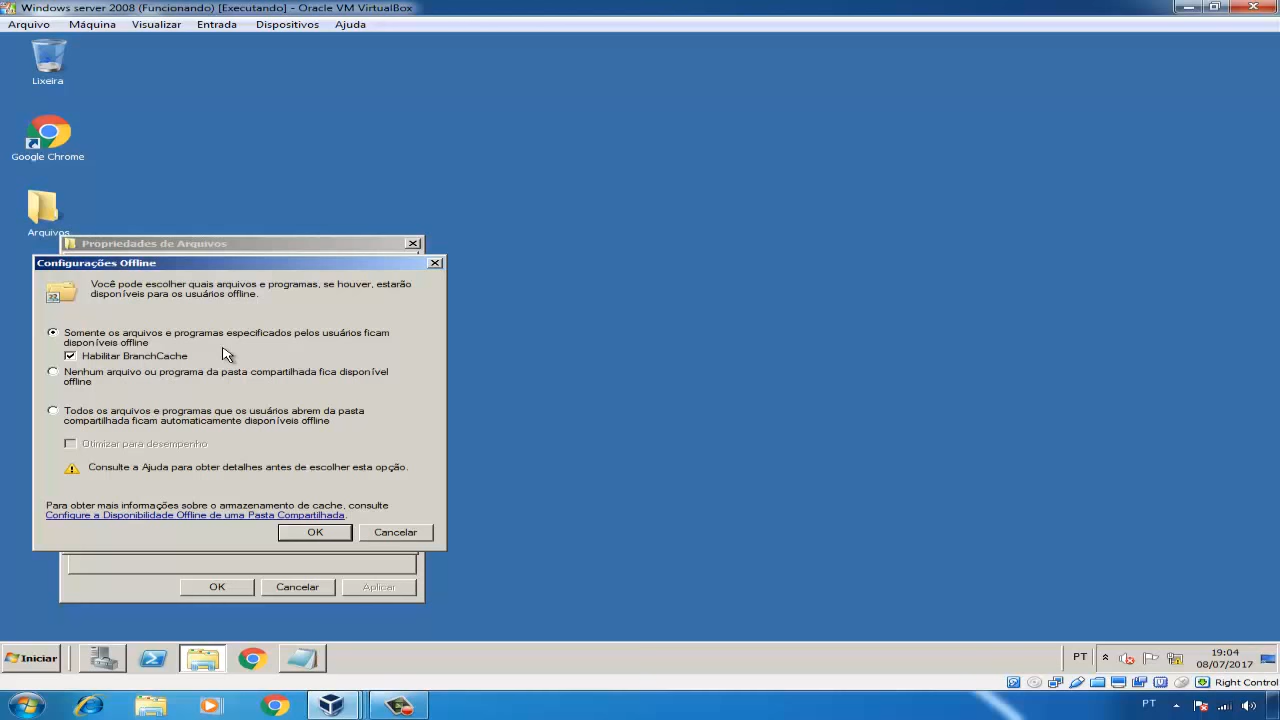 Windows server 2008 (Funcionando) [Executando] - Oracle VM VirtualBox
Arquivo Máquina Visualizar Entrada Dispositivos Ajuda
Lixeira
Google Chrome
Arquivos
Propriedades de Arquivos
Configurações Offline
Você pode escolher quais arquivos e programas, se houver, estarão
disponíveis para os usuários offline.
Somente os arquivos e programas especificados pelos usuários ficam
disponíveis offline
Habilitar BranchCache
Nenhum arquivo ou programa da pasta compartilhada fica disponível
offline
Todos os arquivos e programas que os usuários abrem da pasta
compartilhada ficam automaticamente disponíveis offline
Otimizar para desempenho
Consulte a Ajuda para obter detalhes antes de escolher esta opção.
Para obter mais informações sobre o armazenamento de cache, consulte
Configure a Disponibilidade Offline de uma Pasta Compartilhada.
OK Cancelar
OK Cancelar Aplicar
Iniciar PT 19:04
08/07/2017
Right Control
PT